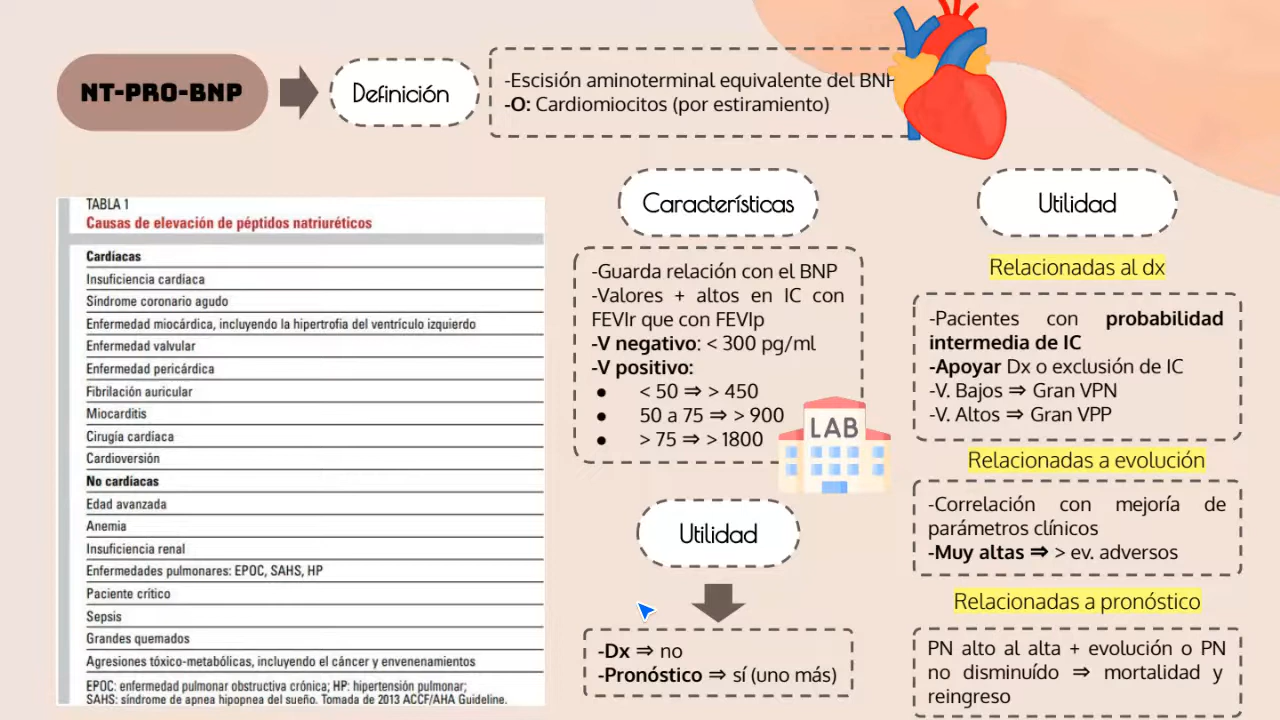 NT-PRO-BNP
Definición
-Escisión aminoterminal equivalente del BNP
-O: Cardiomiocitos (por estiramiento)
TABLA 1
Causas de elevación de péptidos natriuréticos
Cardíacas
Insuficiencia cardíaca
Síndrome coronario agudo
Enfermedad miocárdica, incluyendo la hipertrofia del ventrículo izquierdo
Enfermedad valvular
Enfermedad pericárdica
Fibrilación auricular
Miocarditis
Cirugía cardíaca
Cardioversión
No cardíacas
Edad avanzada
Anemia
Insuficiencia renal
Enfermedades pulmonares: EPOC, SAHS, HP
Paciente crítico
Sepsis
Grandes quemados
Agresiones tóxico-metabólicas, incluyendo el cáncer y envenenamientos
EPOC: enfermedad pulmonar obstructiva crónica; HP: hipertensión pulmonar;
SAHS: síndrome de apnea hipopnea del sueño. Tomada de 2013 ACCF/AHA Guideline.
Características
-Guarda relación con el BNP
-Valores + altos en IC con
FEVIr que con FEVIp
-V negativo: < 300 pg/ml
-V positivo:
● < 50 ⇒ > 450
● 50 a 75 ⇒ > 900
● > 75 ⇒ > 1800
LAB
Utilidad
-Dx ⇒ no
-Pronóstico ⇒ sí (uno más)
Utilidad
Relacionadas al dx
-Pacientes con probabilidad
intermedia de IC
-Apoyar Dx o exclusión de IC
-V. Bajos ⇒ Gran VPN
-V. Altos ⇒ Gran VPP
Relacionadas a evolución
-Correlación con mejoría de
parámetros clínicos
-Muy altas ⇒ > ev. adversos
Relacionadas a pronóstico
PN alto al alta + evolución o PN
no disminuído ⇒ mortalidad y
reingreso